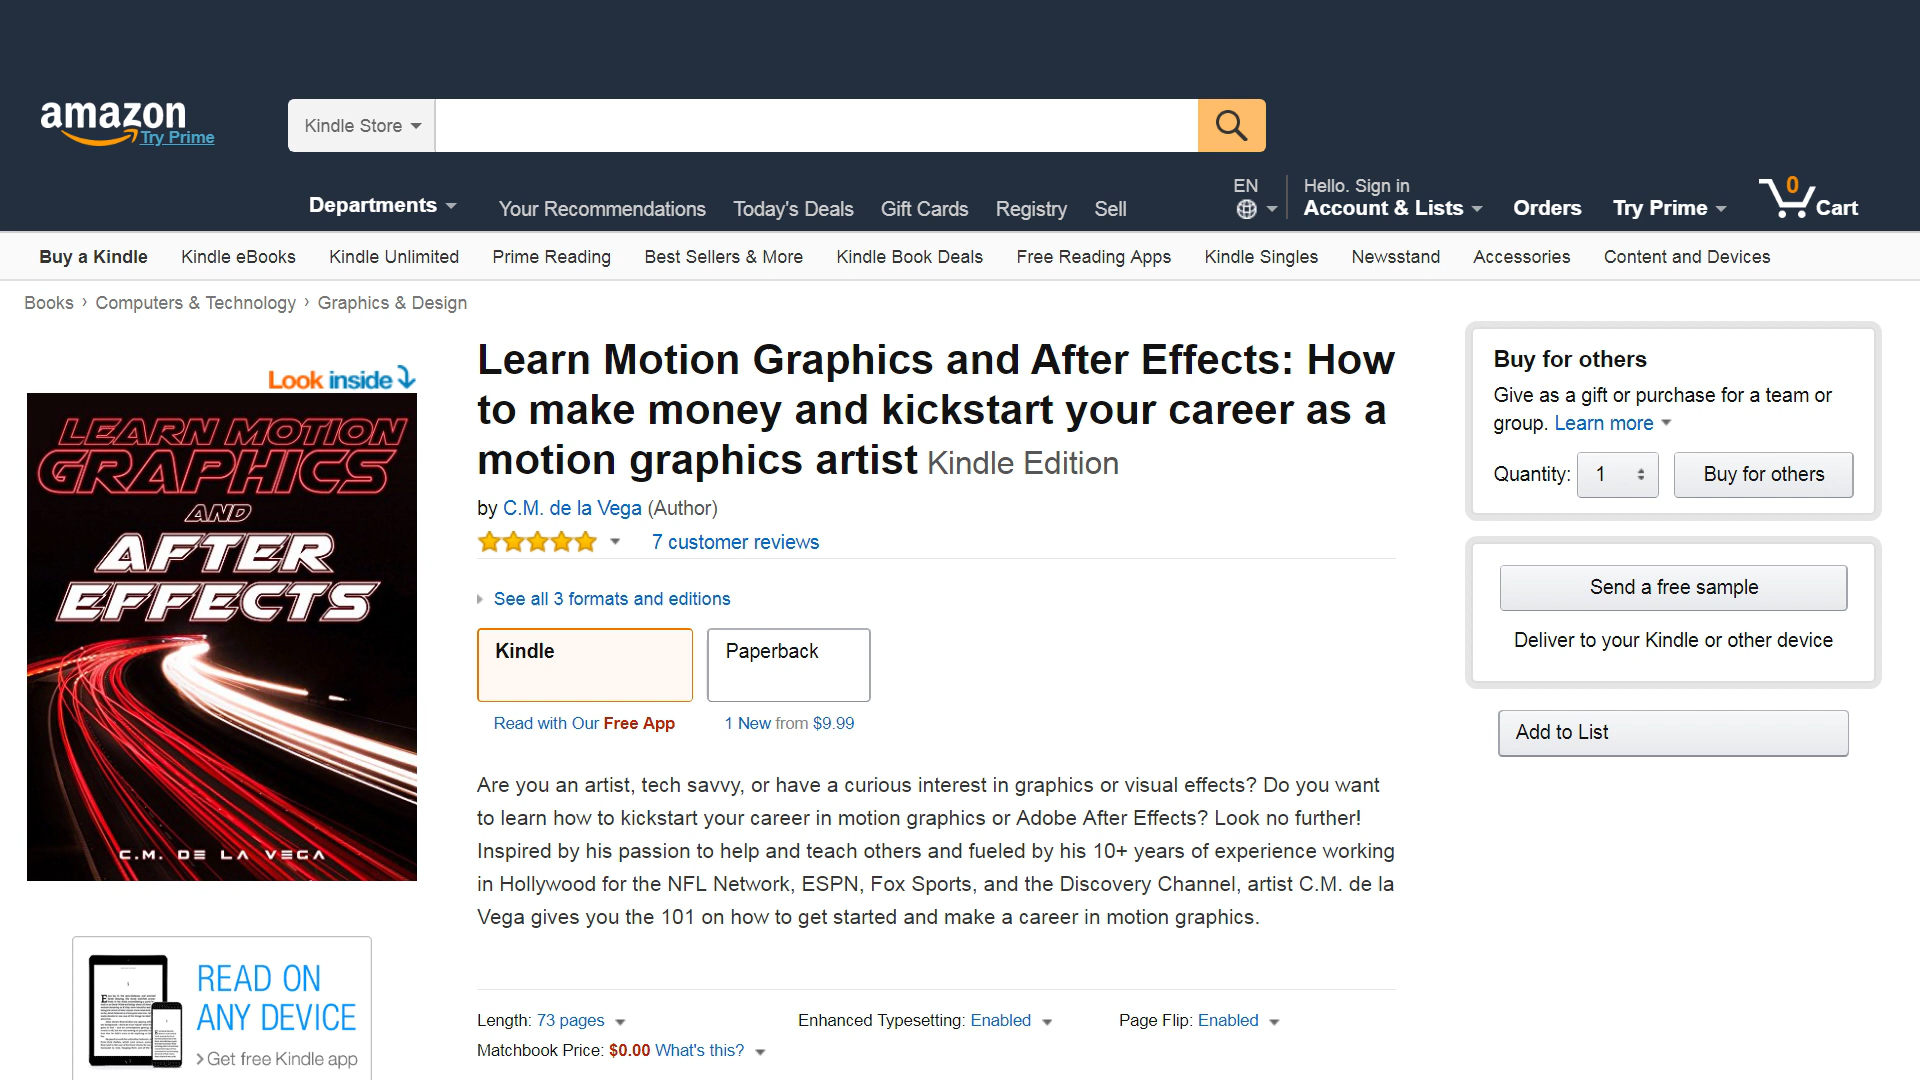 amazon
Try Prime
Kindle Store
Departments
Your Recommendations
Today's Deals
Gift Cards
Registry
Sell
EN
Hello. Sign in
Account & Lists
Orders
Try Prime
0
Cart
Buy a Kindle
Kindle eBooks
Kindle Unlimited
Prime Reading
Best Sellers & More
Kindle Book Deals
Free Reading Apps
Kindle Singles
Newsstand
Accessories
Content and Devices
Books › Computers & Technology › Graphics & Design
Look inside
LEARN MOTION
GRAPHICS
AND
AFTER
EFFECTS
C.M. DE LA VEGA
READ ON
ANY DEVICE
›Get free Kindle app
Learn Motion Graphics and After Effects: How
to make money and kickstart your career as a
motion graphics artist Kindle Edition
by C.M. de la Vega (Author)
7 customer reviews
See all 3 formats and editions
Kindle
Read with Our Free App
Paperback
1 New from $9.99
Are you an artist, tech savvy, or have a curious interest in graphics or visual effects? Do you want
to learn how to kickstart your career in motion graphics or Adobe After Effects? Look no further!
Inspired by his passion to help and teach others and fueled by his 10+ years of experience working
in Hollywood for the NFL Network, ESPN, Fox Sports, and the Discovery Channel, artist C.M. de la
Vega gives you the 101 on how to get started and make a career in motion graphics.
Length: 73 pages
Enhanced Typesetting: Enabled
Page Flip: Enabled
Matchbook Price: $0.00 What's this?
Buy for others
Give as a gift or purchase for a team or
group. Learn more
Quantity: 1
Buy for others
Send a free sample
Deliver to your Kindle or other device
Add to List